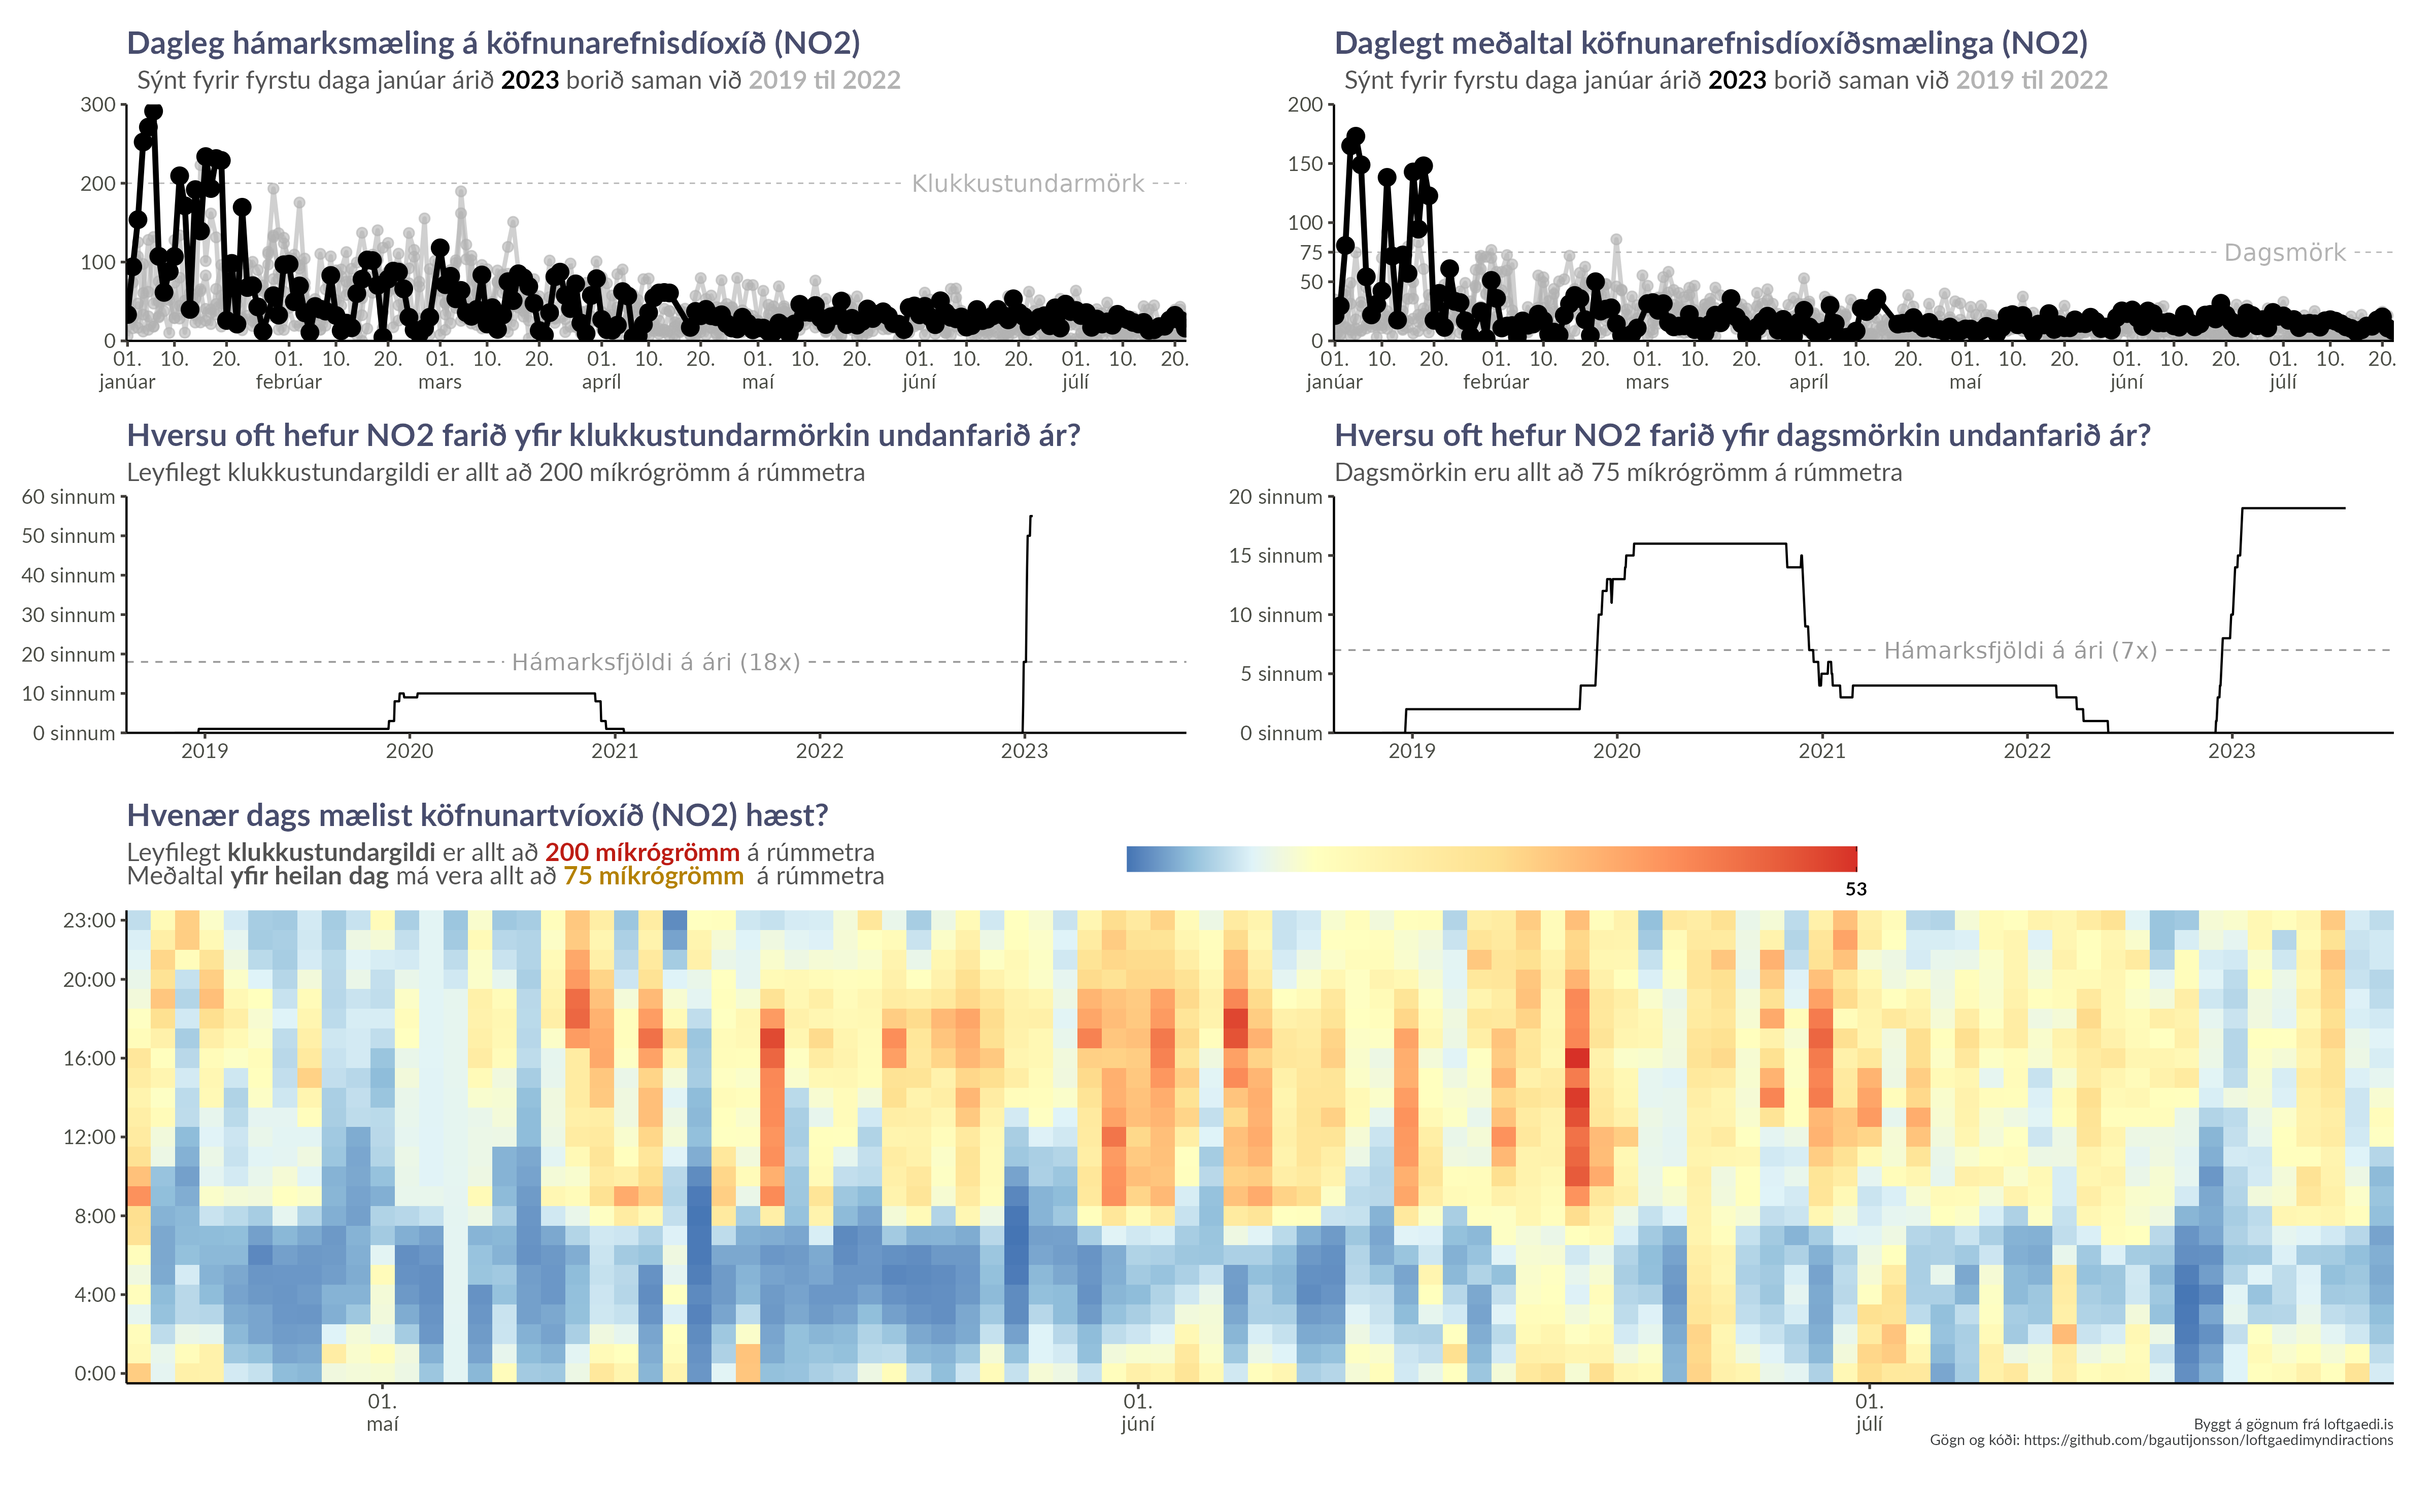 Dagleg hámarksmæling á köfnunarefnisdíoxíð (NO2)
Sýnt fyrir fyrstu daga janúar árið 2023 borið saman við 2019 til 2022
300
200
100
0
Klukkustundarmörk
01. 10. 20. 01. 10. 20. 01. 10. 20. 01. 10. 20. 01. 10. 20. 01. 10. 20. 01. 10. 20.
janúar febrúar mars apríl maí júní júlí
Daglegt meðaltal köfnunarefnisdíoxíðsmælinga (NO2)
Sýnt fyrir fyrstu daga janúar árið 2023 borið saman við 2019 til 2022
200
150
100
75
50
0
Dagsmörk
01. 10. 20. 01. 10. 20. 01. 10. 20. 01. 10. 20. 01. 10. 20. 01. 10. 20. 01. 10. 20.
janúar febrúar mars apríl maí júní júlí
Hversu oft hefur NO2 farið yfir klukkustundarmörkin undanfarið ár?
Leyfilegt klukkustundargildi er allt að 200 míkrógrömm á rúmmetra
60 sinnum
50 sinnum
40 sinnum
30 sinnum
20 sinnum
10 sinnum
0 sinnum
Hámarksfjöldi á ári (18x)
2019 2020 2021 2022 2023
Hversu oft hefur NO2 farið yfir dagsmörkin undanfarið ár?
Dagsmörkin eru allt að 75 míkrógrömm á rúmmetra
20 sinnum
15 sinnum
10 sinnum
5 sinnum
0 sinnum
Hámarksfjöldi á ári (7x)
2019 2020 2021 2022 2023
Hvenær dags mælist köfnunartvíoxíð (NO2) hæst?
Leyfilegt klukkustundargildi er allt að 200 míkrógrömm á rúmmetra
Meðaltal yfir heilan dag má vera allt að 75 míkrógrömm á rúmmetra
53
23:00
20:00
16:00
12:00
8:00
4:00
0:00
01. 01. 01.
maí júní júlí
Byggt á gögnum frá loftgaedi.is
Gögn og kóði: https://github.com/bgautijonsson/loftgaedimyndiractions